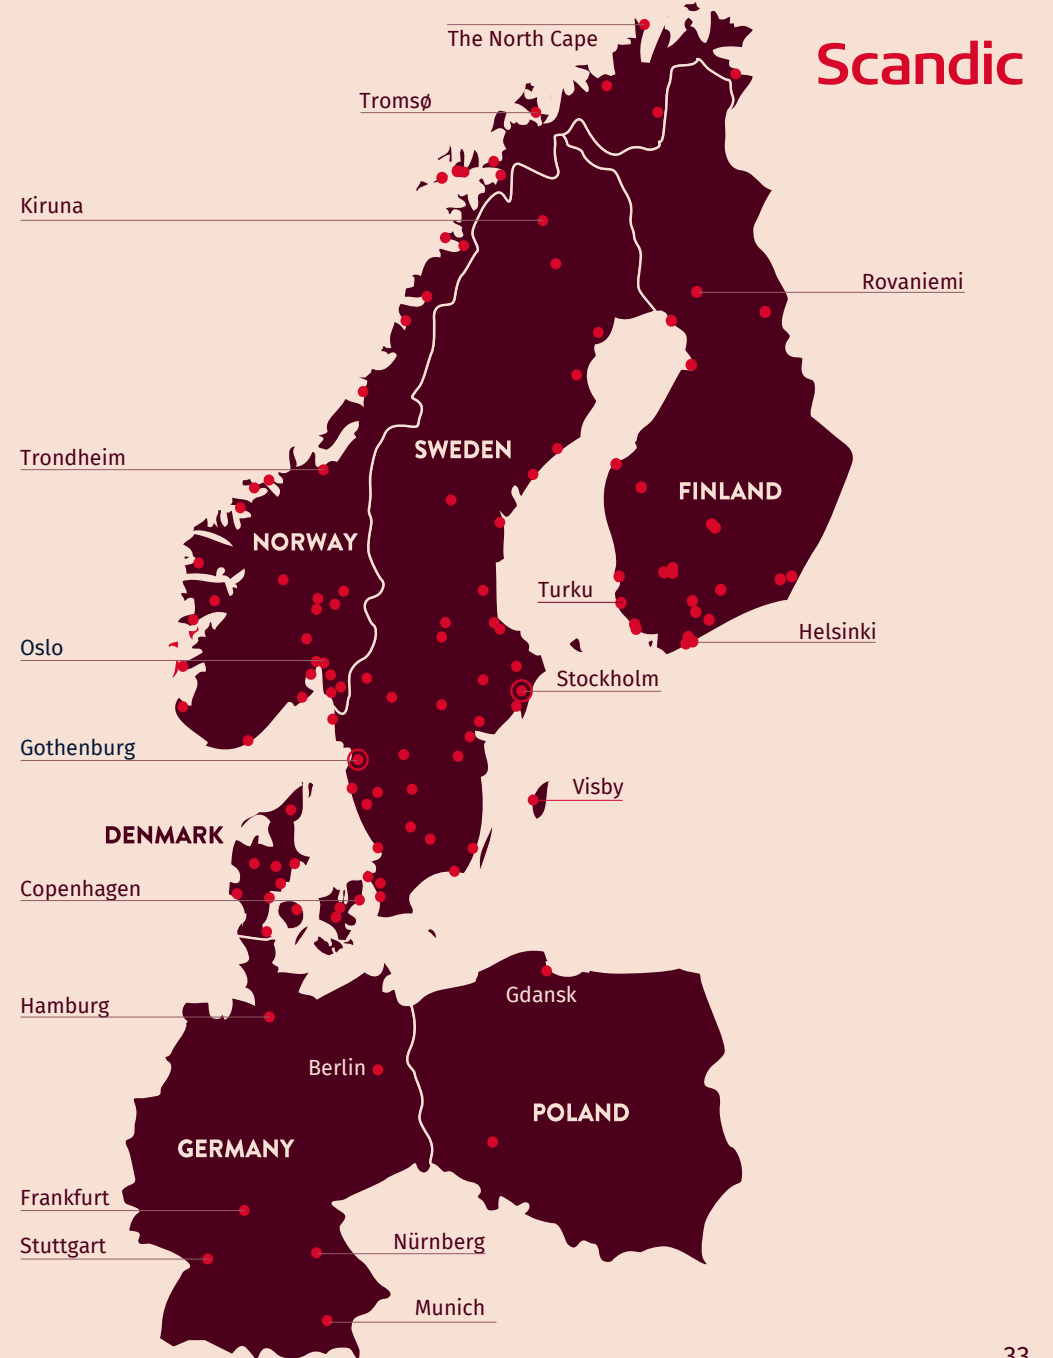 The North Cape
Scandic
Tromsø
Kiruna
Rovaniemi
SWEDEN
Trondheim
FINLAND
NORWAY
Turku
Helsinki
Oslo
Stockholm
Gothenburg
Visby
DENMARK
Copenhagen
Gdansk
Hamburg
Berlin
POLAND
GERMANY
Frankfurt
Nürnberg
Stuttgart
Munich
33